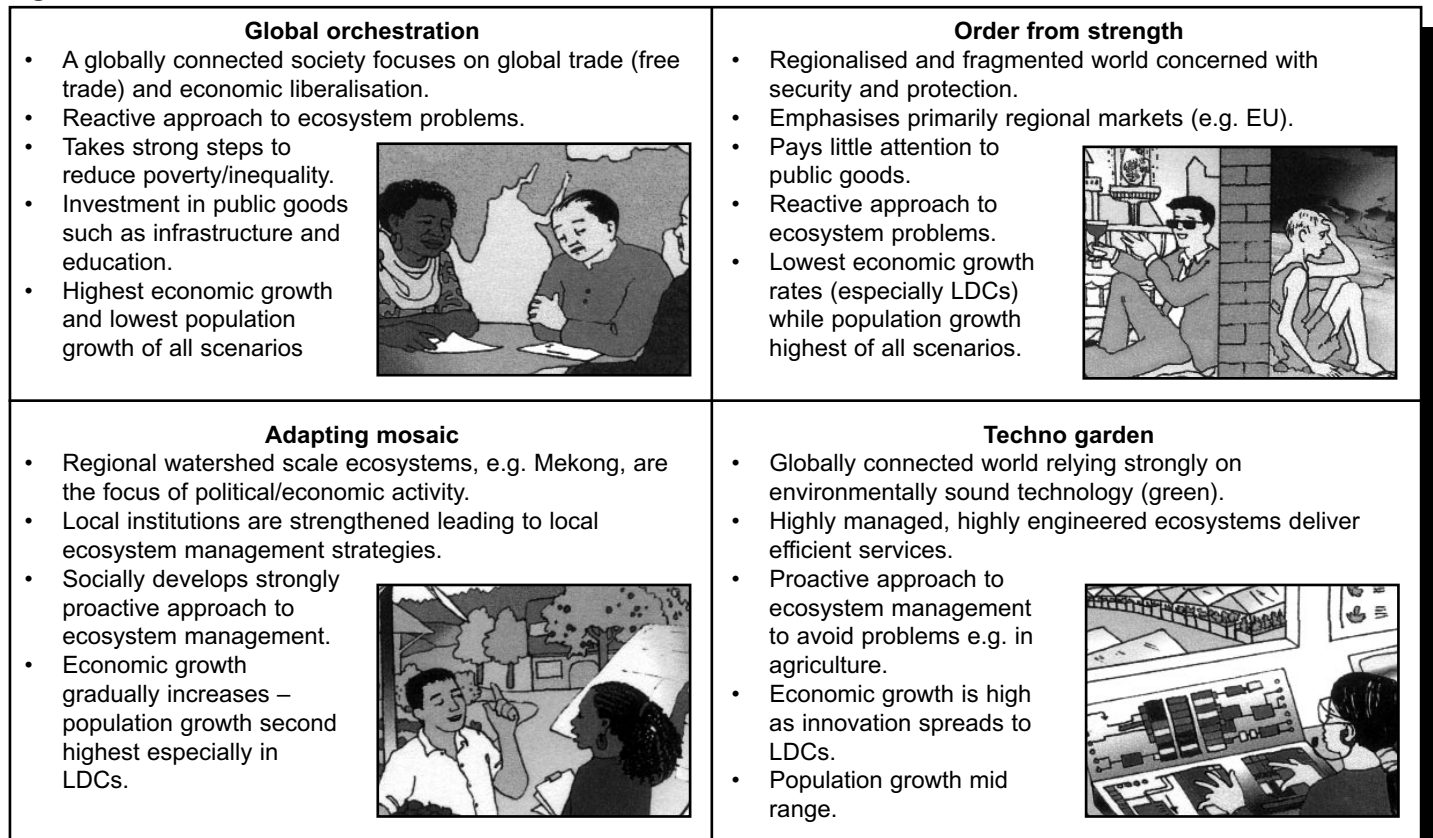 Global orchestration
• A globally connected society focuses on global trade (free
trade) and economic liberalisation.
• Reactive approach to ecosystem problems.
• Takes strong steps to
reduce poverty/inequality.
• Investment in public goods
such as infrastructure and
education.
• Highest economic growth
and lowest population
growth of all scenarios
Order from strength
• Regionalised and fragmented world concerned with
security and protection.
• Emphasises primarily regional markets (e.g. EU).
• Pays little attention to
public goods.
• Reactive approach to
ecosystem problems.
• Lowest economic growth
rates (especially LDCs)
while population growth
highest of all scenarios.
Adapting mosaic
• Regional watershed scale ecosystems, e.g. Mekong, are
the focus of political/economic activity.
• Local institutions are strengthened leading to local
ecosystem management strategies.
• Socially develops strongly
proactive approach to
ecosystem management.
• Economic growth
gradually increases –
population growth second
highest especially in
LDCs.
Techno garden
• Globally connected world relying strongly on
environmentally sound technology (green).
• Highly managed, highly engineered ecosystems deliver
efficient services.
• Proactive approach to
ecosystem management
to avoid problems e.g. in
agriculture.
• Economic growth is high
as innovation spreads to
LDCs.
• Population growth mid
range.